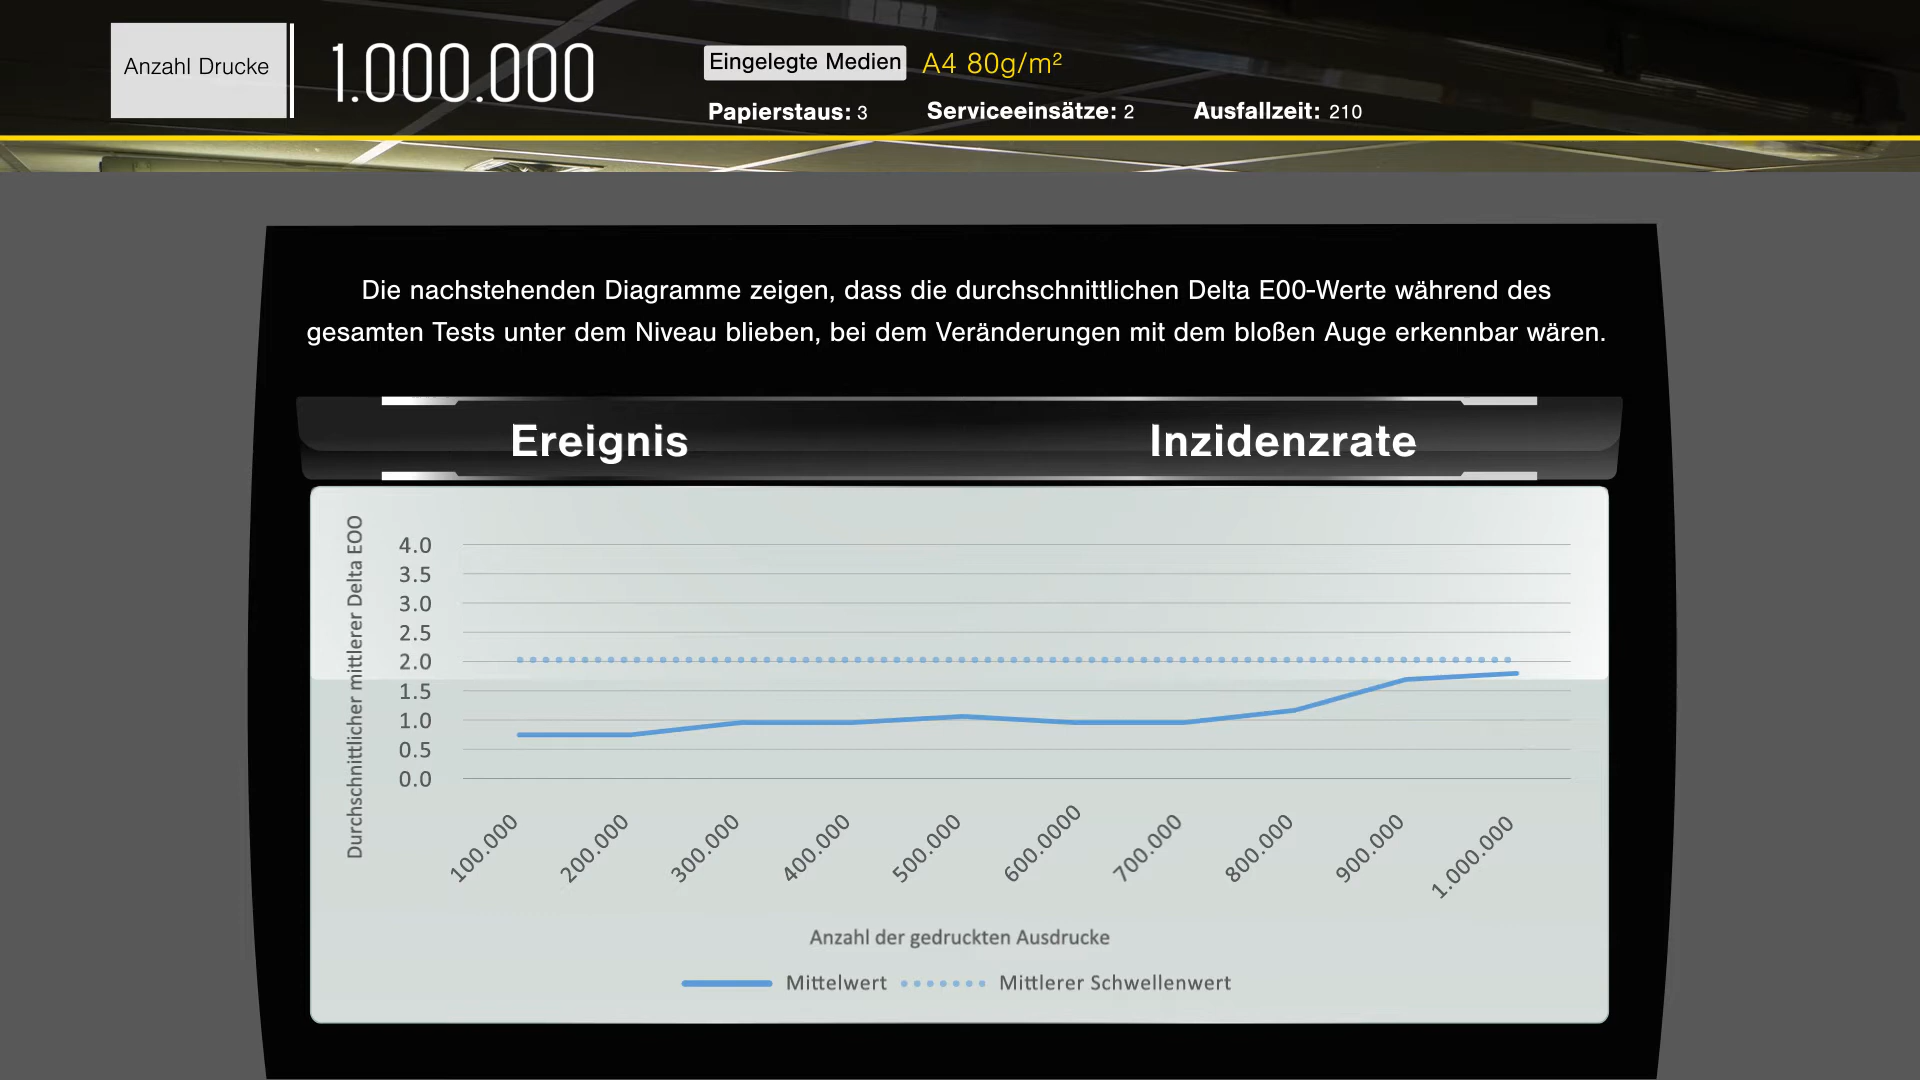 Anzahl Drucke
1.000.000
Eingelegte Medien A4 80g/m²
Papierstaus: 3 Serviceeinsätze: 2 Ausfallzeit: 210
Die nachstehenden Diagramme zeigen, dass die durchschnittlichen Delta E00-Werte während des
gesamten Tests unter dem Niveau blieben, bei dem Veränderungen mit dem bloßen Auge erkennbar wären.
Ereignis Inzidenzrate
Durchschnittlicher mittlerer Delta EOO
4.0
3.5
3.0
2.5
2.0
1.5
1.0
0.5
0.0
100.000 200.000 300.000 400.000 500.000 600.0000 700.000 800.000 900.000 1.000.000
Anzahl der gedruckten Ausdrucke
Mittelwert Mittlerer Schwellenwert